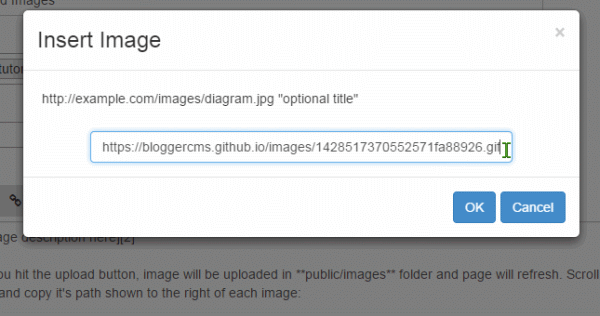 d Images
Insert Image
×
http://example.com/images/diagram.jpg "optional title"
tutor
https://bloggercms.github.io/images/1428517370552571fa88926.gif
OK Cancel
age description here][2]
ou hit the upload button, image will be uploaded in **public/images** folder and page will refresh. Scroll
and copy it's path shown to the right of each image: